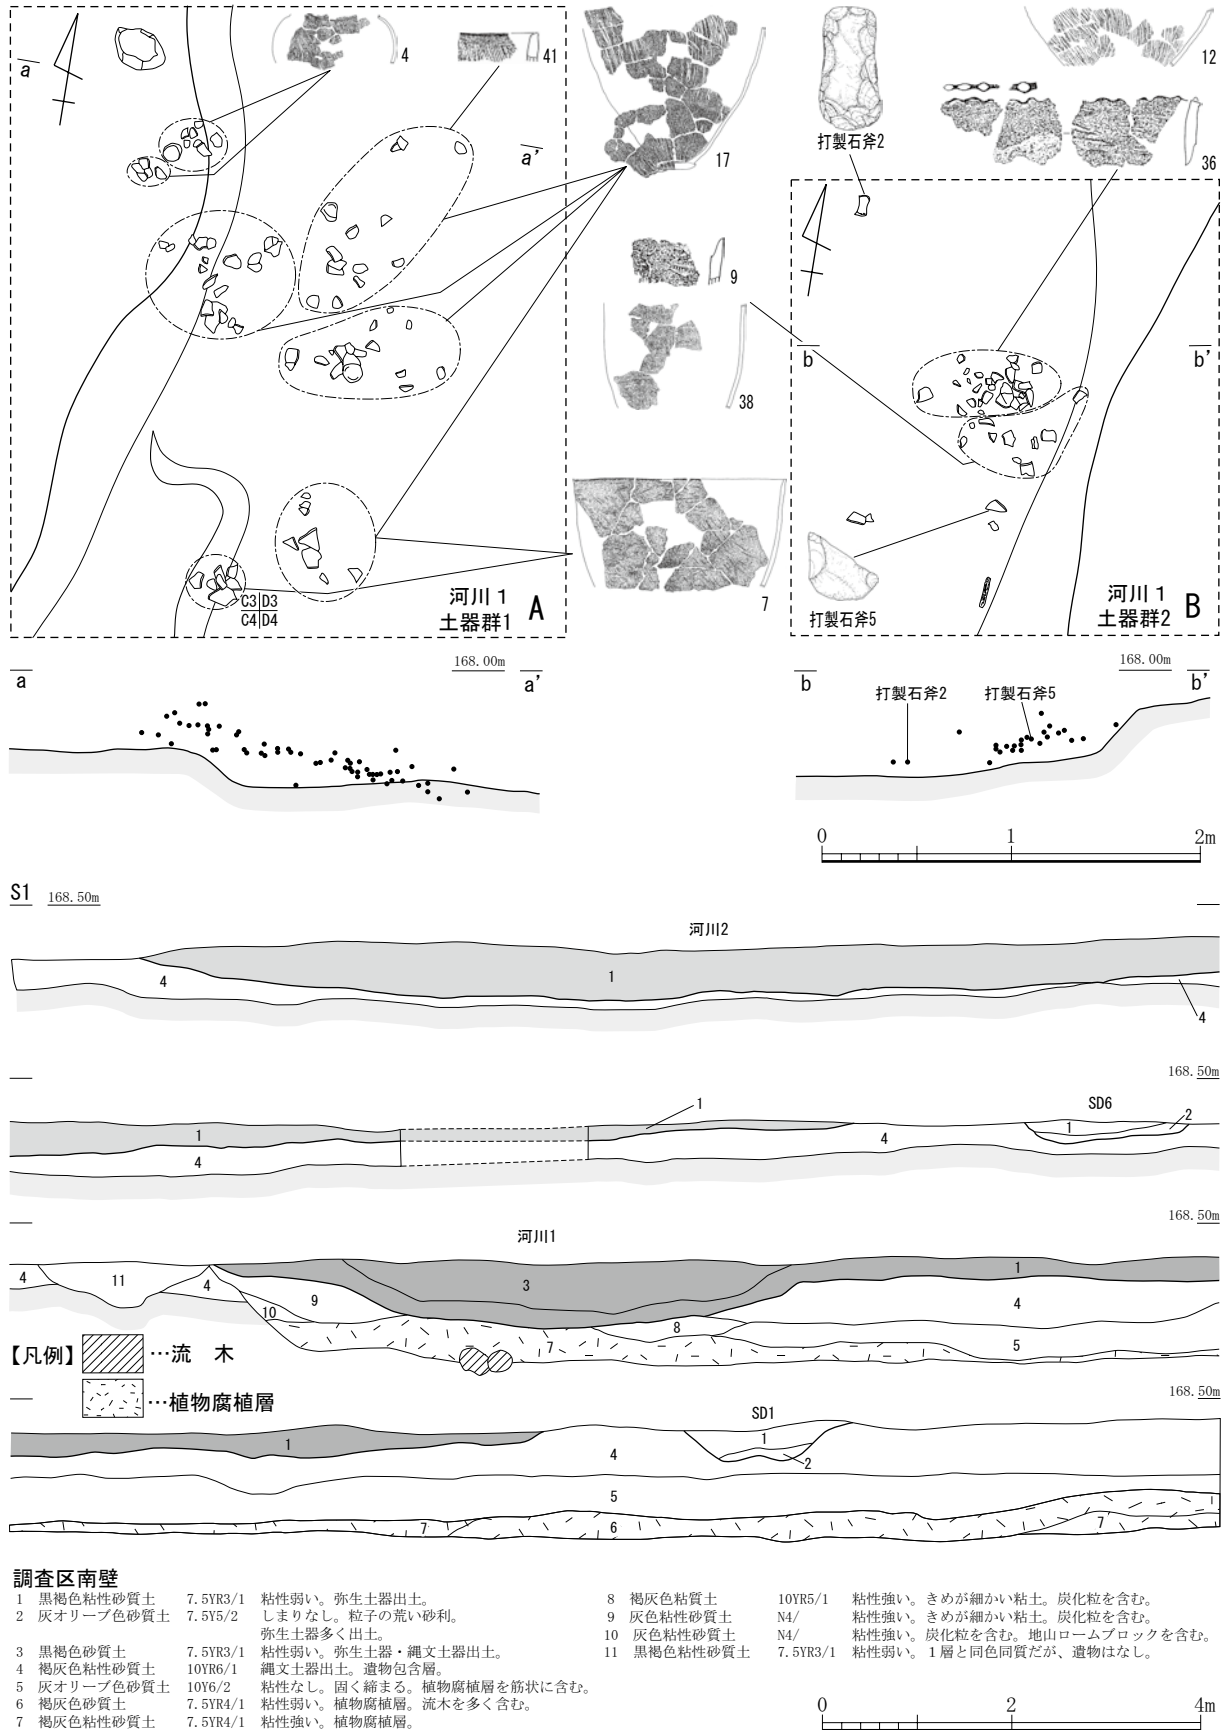 a
4
41
17
a'
河川1
土器群1
A
C3 D3
C4 D4
打製石斧2
12
36
9
38
7
b
b'
打製石斧5
河川1
土器群2
B
a
168.00m
a'
b
168.00m
b'
打製石斧2
打製石斧5
0 1 2m
S1 168.50m
河川2
1
4
4
168.50m
1
SD6
1
2
1
4
4
168.50m
河川1
4
11
4
9
10
3
1
4
8
7
5
【凡例】
…流 木
…植物腐植層
168.50m
SD1
1
4
1
2
5
7
6
7
調査区南壁
1 黒褐色粘性砂質土 7.5YR3/1 粘性弱い。弥生土器出土。
2 灰オリーブ色砂質土 7.5Y5/2 しまりなし。粒子の荒い砂利。
弥生土器多く出土。
3 黒褐色砂質土 7.5YR3/1 粘性弱い。弥生土器・縄文土器出土。
4 褐灰色粘性砂質土 10YR6/1 縄文土器出土。遺物包含層。
5 灰オリーブ色砂質土 10Y6/2 粘性なし。固く締まる。植物腐植層を筋状に含む。
6 褐灰色砂質土 7.5YR4/1 粘性弱い。植物腐植層。流木を多く含む。
7 褐灰色粘性砂質土 7.5YR4/1 粘性強い。植物腐植層。
8 褐灰色粘質土 10YR5/1 粘性強い。きめが細かい粘土。炭化粒を含む。
9 灰色粘性砂質土 N4/ 粘性強い。きめが細かい粘土。炭化粒を含む。
10 灰色粘性砂質土 N4/ 粘性強い。炭化粒を含む。地山ロームブロックを含む。
11 黒褐色粘性砂質土 7.5YR3/1 粘性弱い。1層と同色同質だが、遺物はなし。
0 2 4m